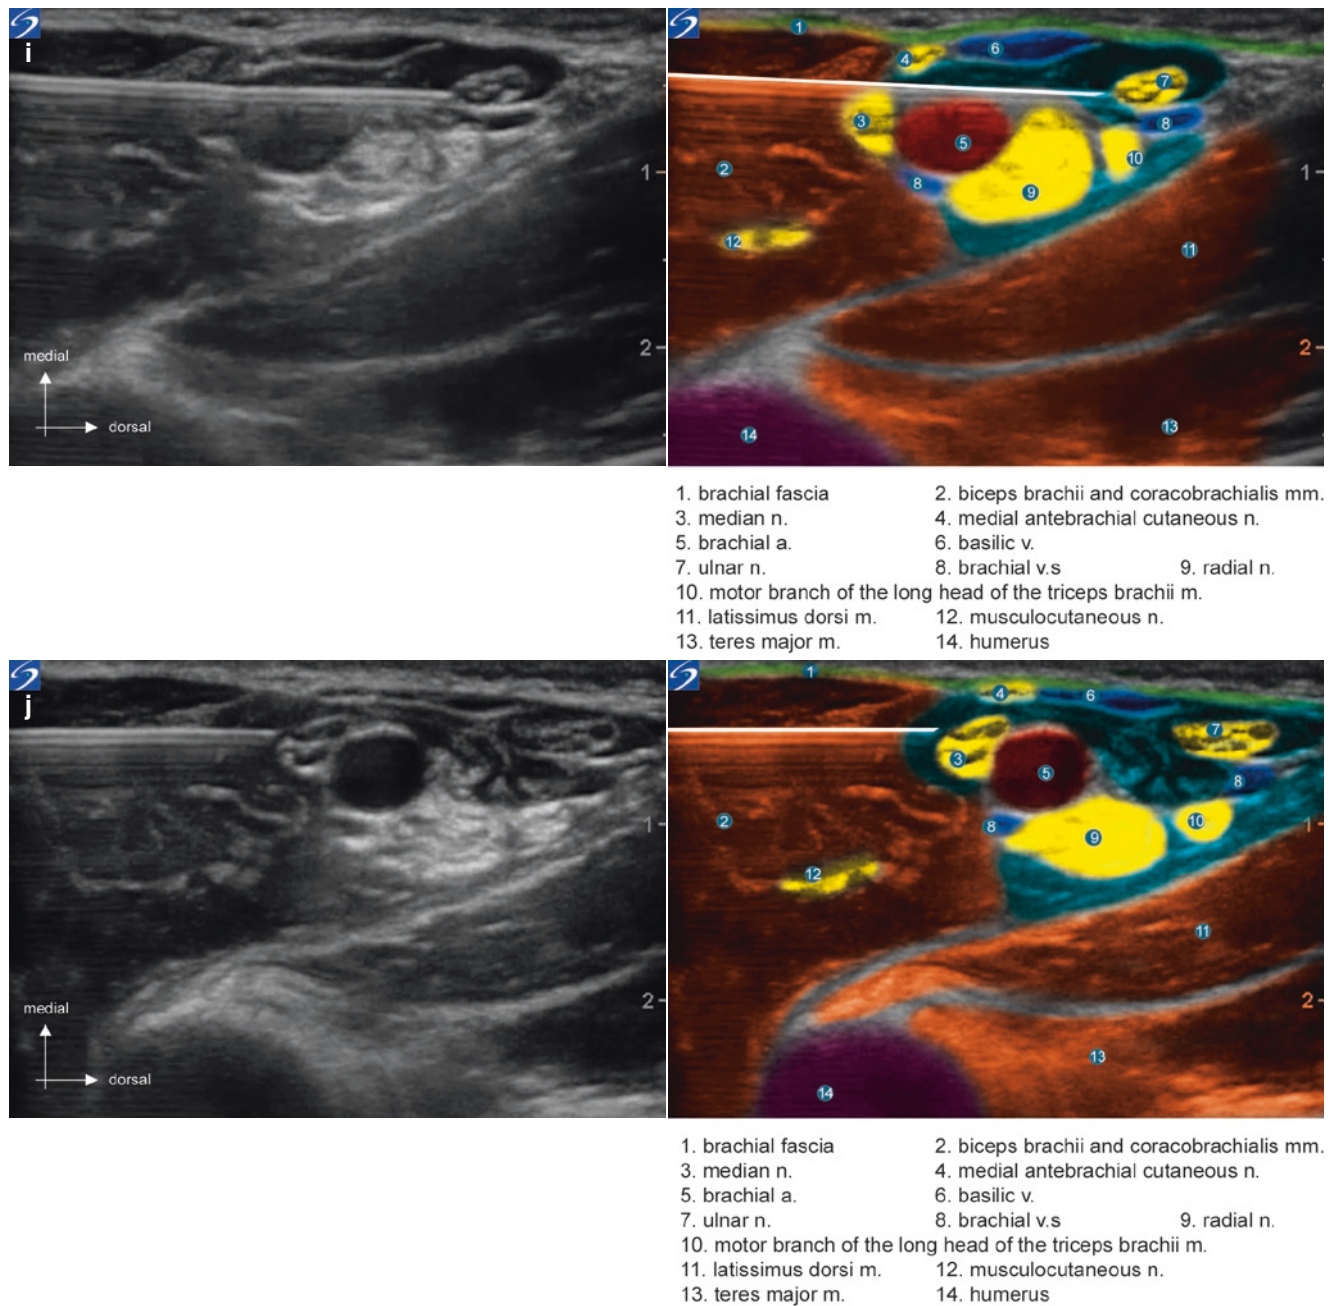 i
1 6 4 7 3 8 5 10 2 8 9 12 11 13 14
1
2
2
medial
dorsal
1
1. brachial fascia 2. biceps brachii and coracobrachialis mm.
3. median n. 4. medial antebrachial cutaneous n.
5. brachial a. 6. basilic v.
7. ulnar n. 8. brachial v.s 9. radial n.
10. motor branch of the long head of the triceps brachii m.
11. latissimus dorsi m. 12. musculocutaneous n.
13. teres major m. 14. humerus
j
1 4 6 7 3 5 8 2 8 9 10 12 11 13 14
1
2
2
medial
dorsal
1
1. brachial fascia 2. biceps brachii and coracobrachialis mm.
3. median n. 4. medial antebrachial cutaneous n.
5. brachial a. 6. basilic v.
7. ulnar n. 8. brachial v.s 9. radial n.
10. motor branch of the long head of the triceps brachii m.
11. latissimus dorsi m. 12. musculocutaneous n.
13. teres major m. 14. humerus